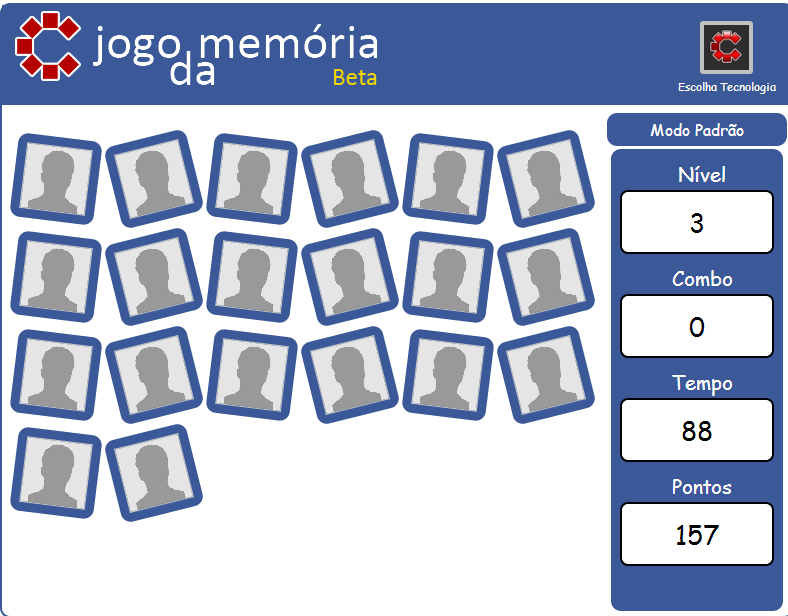 jogo da memória
Beta
Escolha Tecnologia
Modo Padrão
Nível
3
Combo
0
Tempo
88
Pontos
157